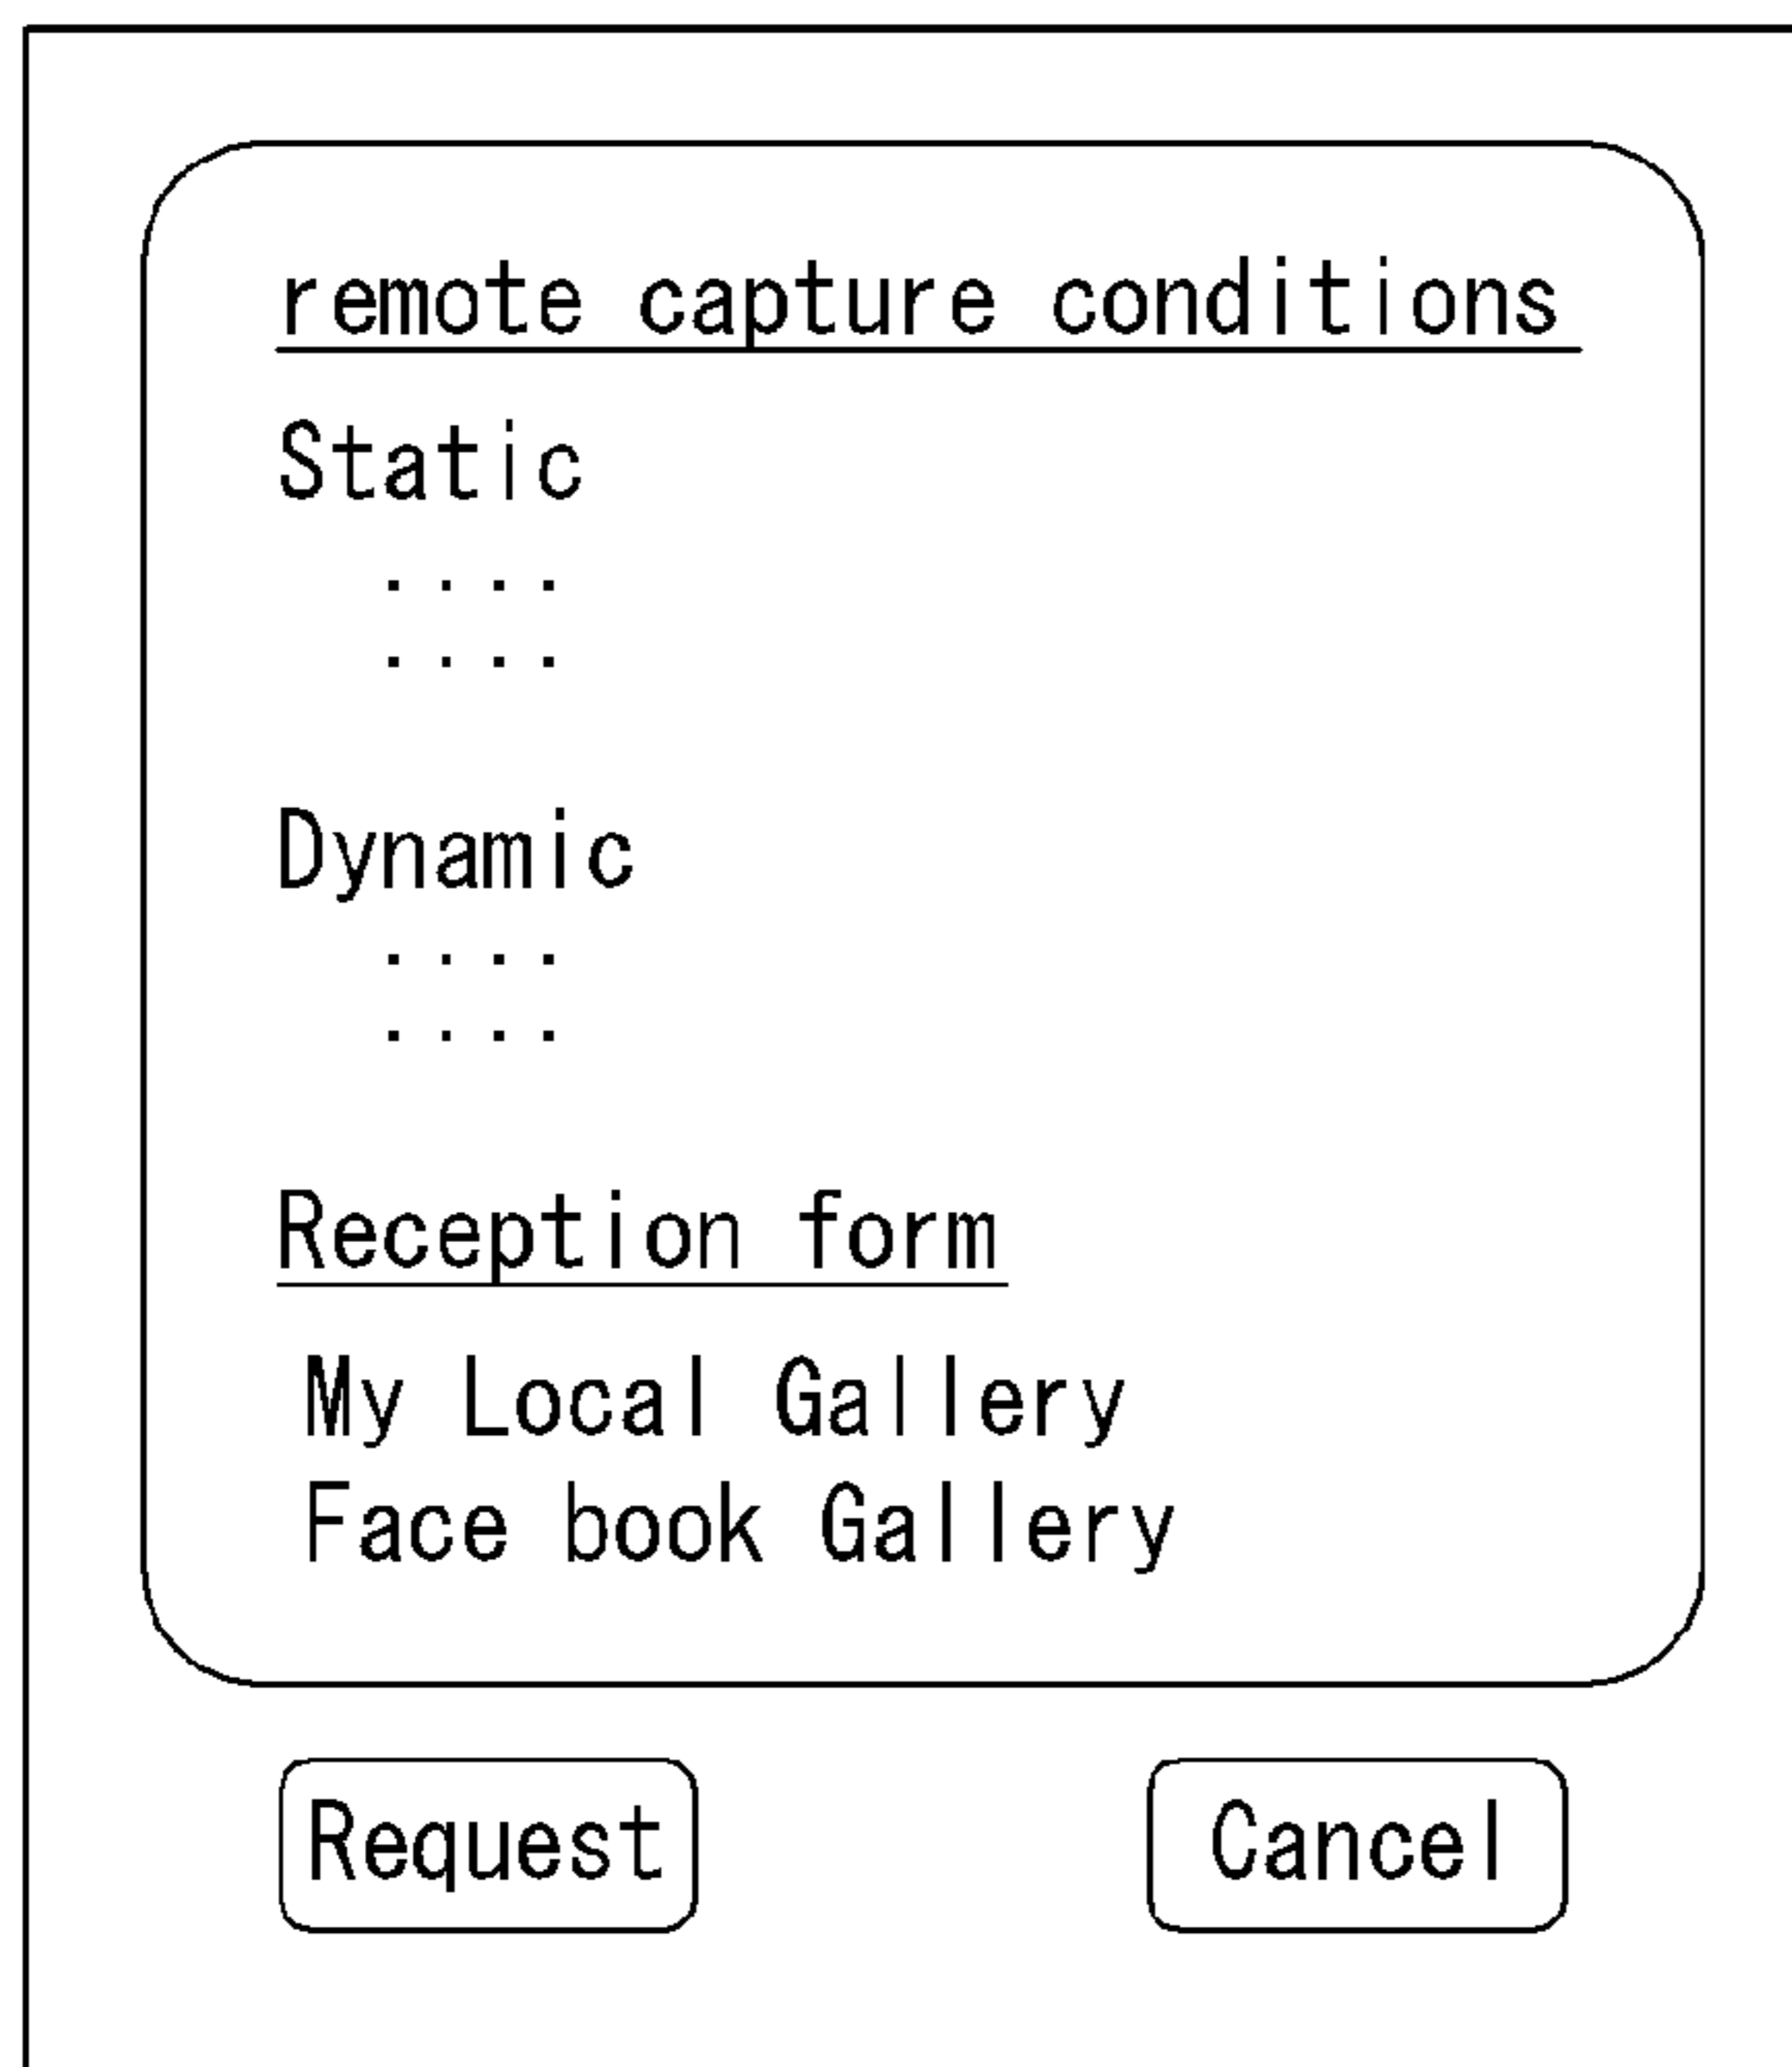 remote capture conditions
Static
....
....
Dynamic
....
....
Reception form
My Local Gallery
Face book Gallery
Request
Cancel